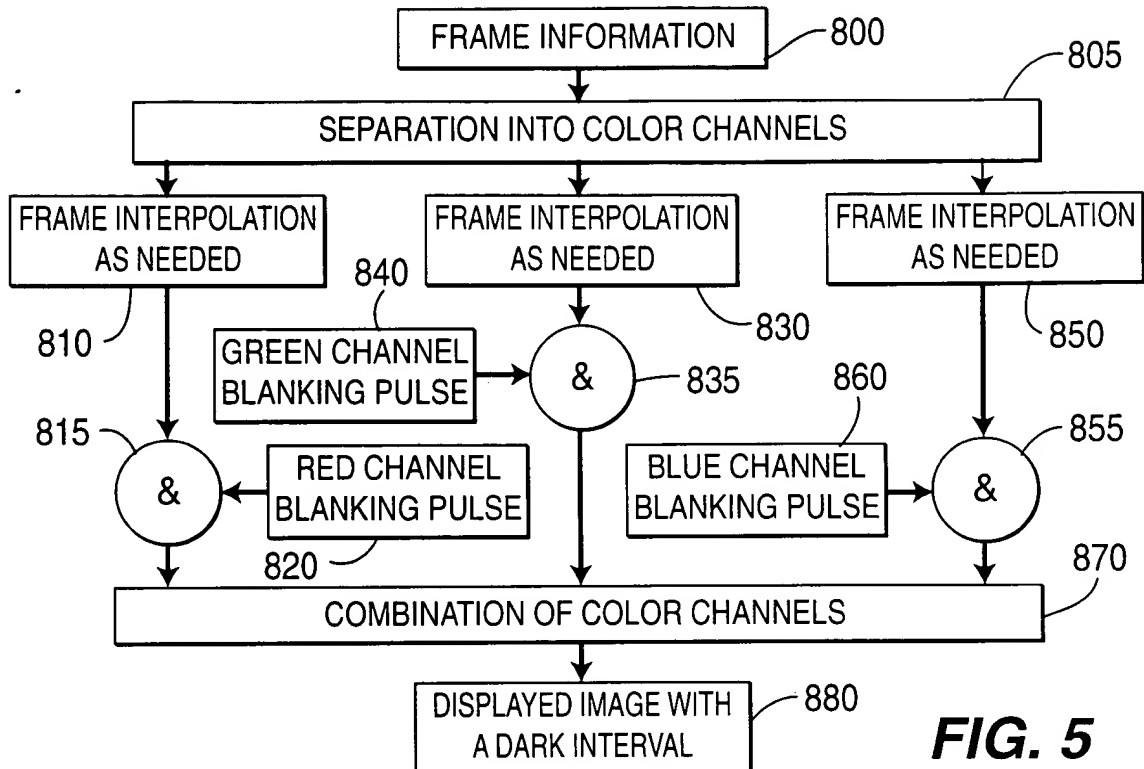 FRAME INFORMATION
800
805
SEPARATION INTO COLOR CHANNELS
FRAME INTERPOLATION
AS NEEDED
810
FRAME INTERPOLATION
AS NEEDED
830
FRAME INTERPOLATION
AS NEEDED
850
840
GREEN CHANNEL
BLANKING PULSE
&
835
860
BLUE CHANNEL
BLANKING PULSE
&
855
815
&
RED CHANNEL
BLANKING PULSE
820
870
COMBINATION OF COLOR CHANNELS
DISPLAYED IMAGE WITH
A DARK INTERVAL
880
FIG. 5